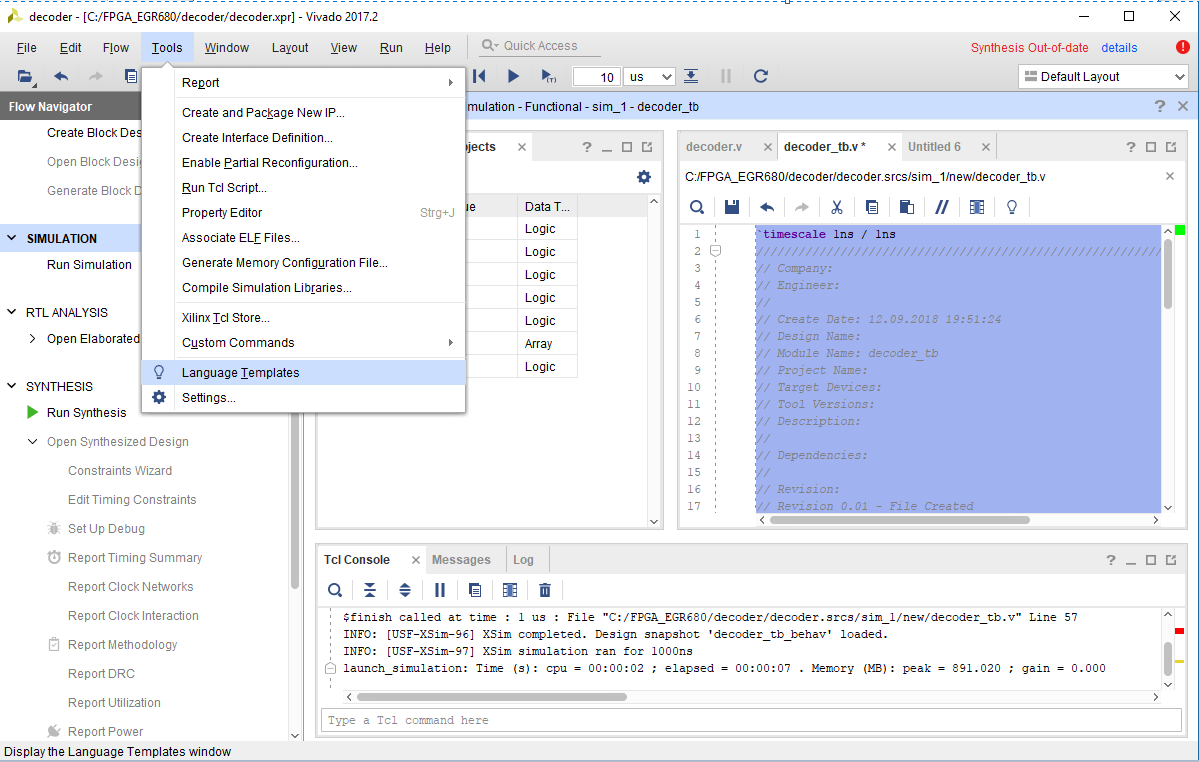 decoder - [C:/FPGA_EGR680/decoder/decoder.xpr] - Vivado 2017.2
File Edit Flow Tools Window Layout View Run Help Quick Access Synthesis Out-of-date details
10 us Default Layout
Flow Navigator
mulation - Functional - sim_1 - decoder_tb
Create Block Des
Open Block Desi
Generate Block D
SIMULATION
Run Simulation
RTL ANALYSIS
Open Elaborated
SYNTHESIS
Run Synthesis
Open Synthesized Design
Constraints Wizard
Edit Timing Constraints
Set Up Debug
Report Timing Summary
Report Clock Networks
Report Clock Interaction
Report Methodology
Report DRC
Report Utilization
Report Power
Report
Create and Package New IP...
Create Interface Definition...
Enable Partial Reconfiguration...
Run Tcl Script...
Property Editor Strg+J
Associate ELF Files...
Generate Memory Configuration File...
Compile Simulation Libraries...
Xilinx Tcl Store...
Custom Commands
Language Templates
Settings...
jects
ue Data T...
Logic
Logic
Logic
Logic
Logic
Array
Logic
decoder.v decoder_tb.v * Untitled 6
C:/FPGA_EGR680/decoder/decoder.srcs/sim_1/new/decoder_tb.v
1 `timescale 1ns / 1ns
2 //////////////////////////////////////////////////////////
3 // Company:
4 // Engineer:
5 //
6 // Create Date: 12.09.2018 19:51:24
7 // Design Name:
8 // Module Name: decoder_tb
9 // Project Name:
10 // Target Devices:
11 // Tool Versions:
12 // Description:
13 //
14 // Dependencies:
15 //
16 // Revision:
17 // Revision 0.01 - File Created
Tcl Console Messages Log
$finish called at time : 1 us : File "C:/FPGA_EGR680/decoder/decoder.srcs/sim_1/new/decoder_tb.v" Line 57
INFO: [USF-XSim-96] XSim completed. Design snapshot 'decoder_tb_behav' loaded.
INFO: [USF-XSim-97] XSim simulation ran for 1000ns
launch_simulation: Time (s): cpu = 00:00:02 ; elapsed = 00:00:07 . Memory (MB): peak = 891.020 ; gain = 0.000
Type a Tcl command here
Display the Language Templates window